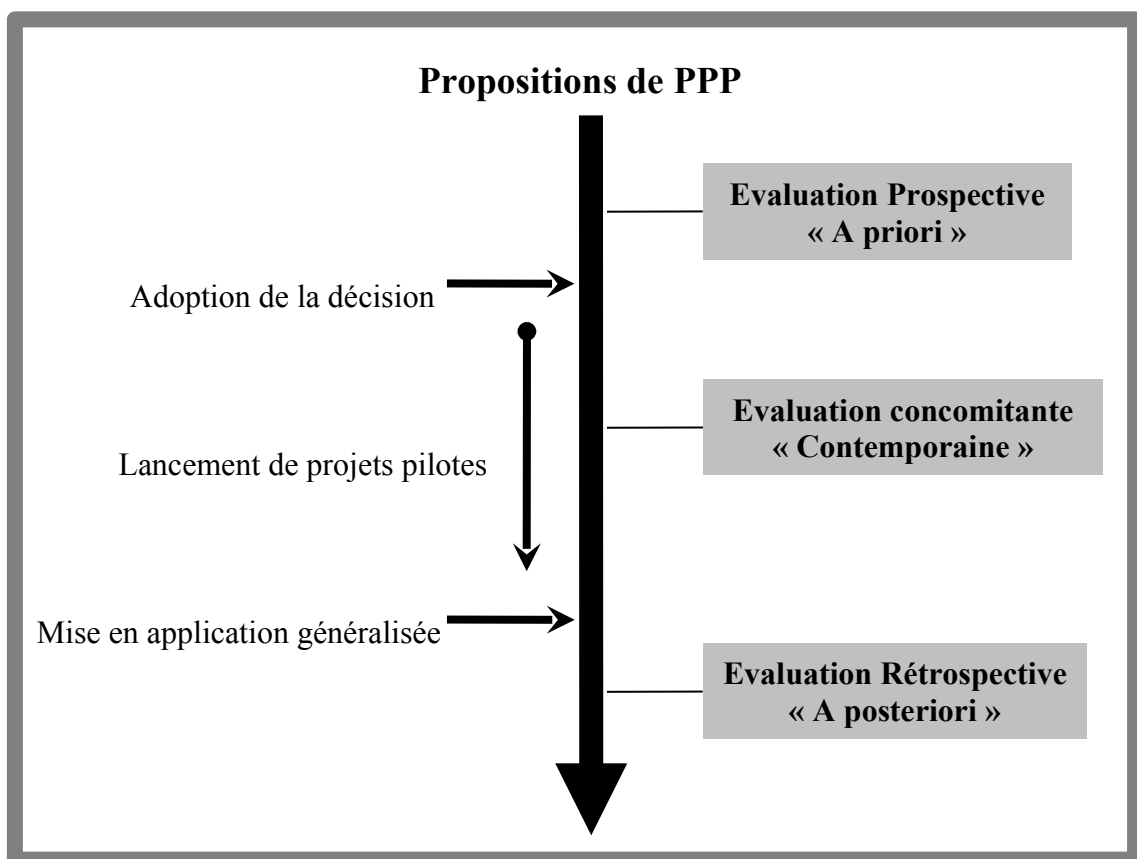 Propositions de PPP
Evaluation Prospective
« A priori »
Adoption de la décision
Evaluation concomitante
« Contemporaine »
Lancement de projets pilotes
Mise en application généralisée
Evaluation Rétrospective
« A posteriori »